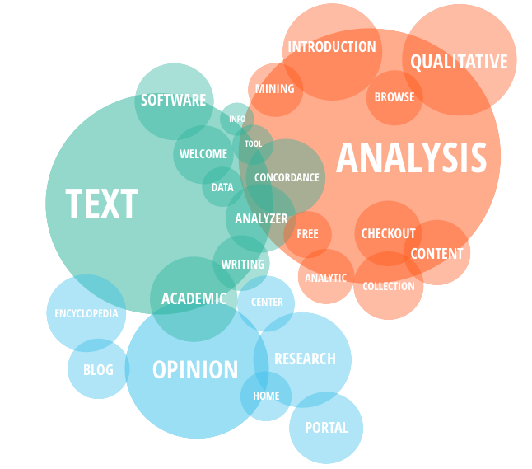 INTRODUCTION
QUALITATIVE
MINING
BROWSE
SOFTWARE
INFO
TOOL
WELCOME
ANALYSIS
CONCORDANCE
DATA
TEXT
ANALYZER
FREE
CHECKOUT
CONTENT
WRITING
ANALYTIC
COLLECTION
ACADEMIC
CENTER
ENCYCLOPEDIA
RESEARCH
BLOG
OPINION
HOME
PORTAL